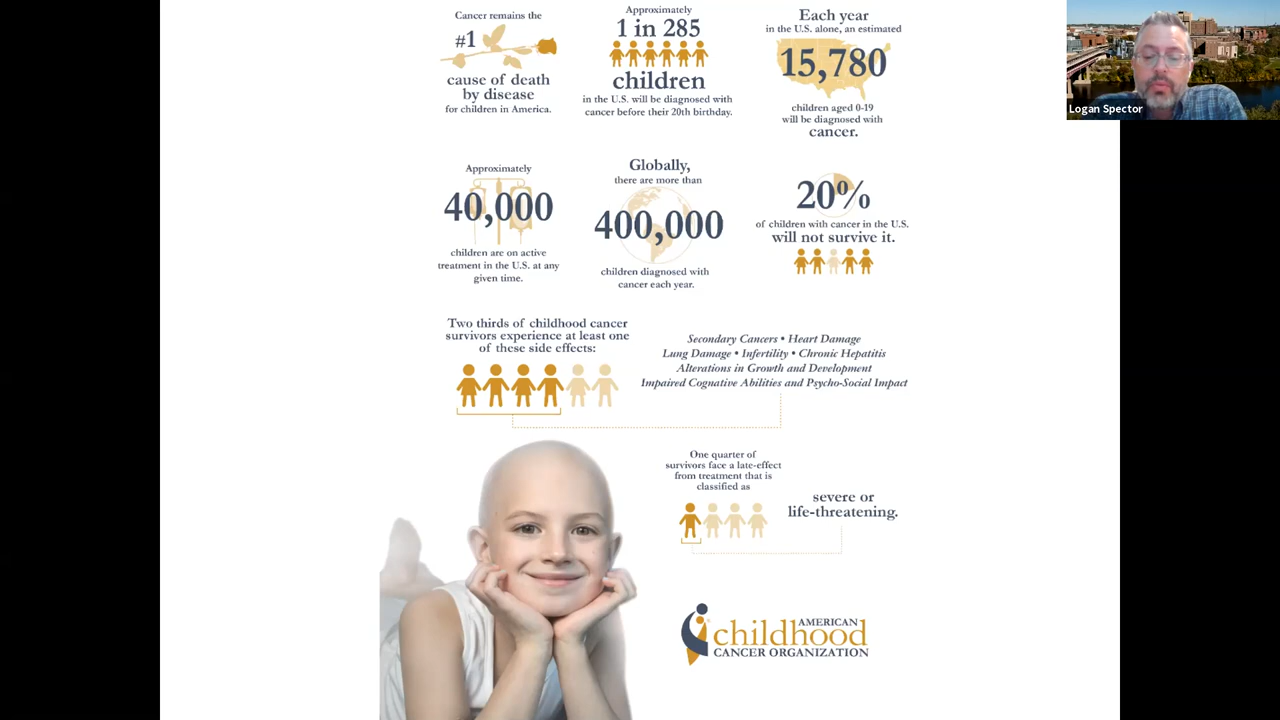 Cancer remains the
#1
cause of death
by disease
for children in America.
Approximately
1 in 285
children
in the U.S. will be diagnosed with
cancer before their 20th birthday.
Each year
in the U.S. alone, an estimated
15,780
children aged 0-19
will be diagnosed with
cancer.
Logan Spector
Approximately
40,000
children are on active
treatment in the U.S. at any
given time.
Globally,
there are more than
400,000
children diagnosed with
cancer each year.
20%
of children with cancer in the U.S.
will not survive it.
Two thirds of childhood cancer
survivors experience at least one
of these side effects:
Secondary Cancers • Heart Damage
Lung Damage • Infertility • Chronic Hepatitis
Alterations in Growth and Development
Impaired Cognative Abilities and Psycho-Social Impact
One quarter of
survivors face a late-effect
from treatment that is
classified as
severe or
life-threatening.
AMERICAN
childhood
CANCER ORGANIZATION